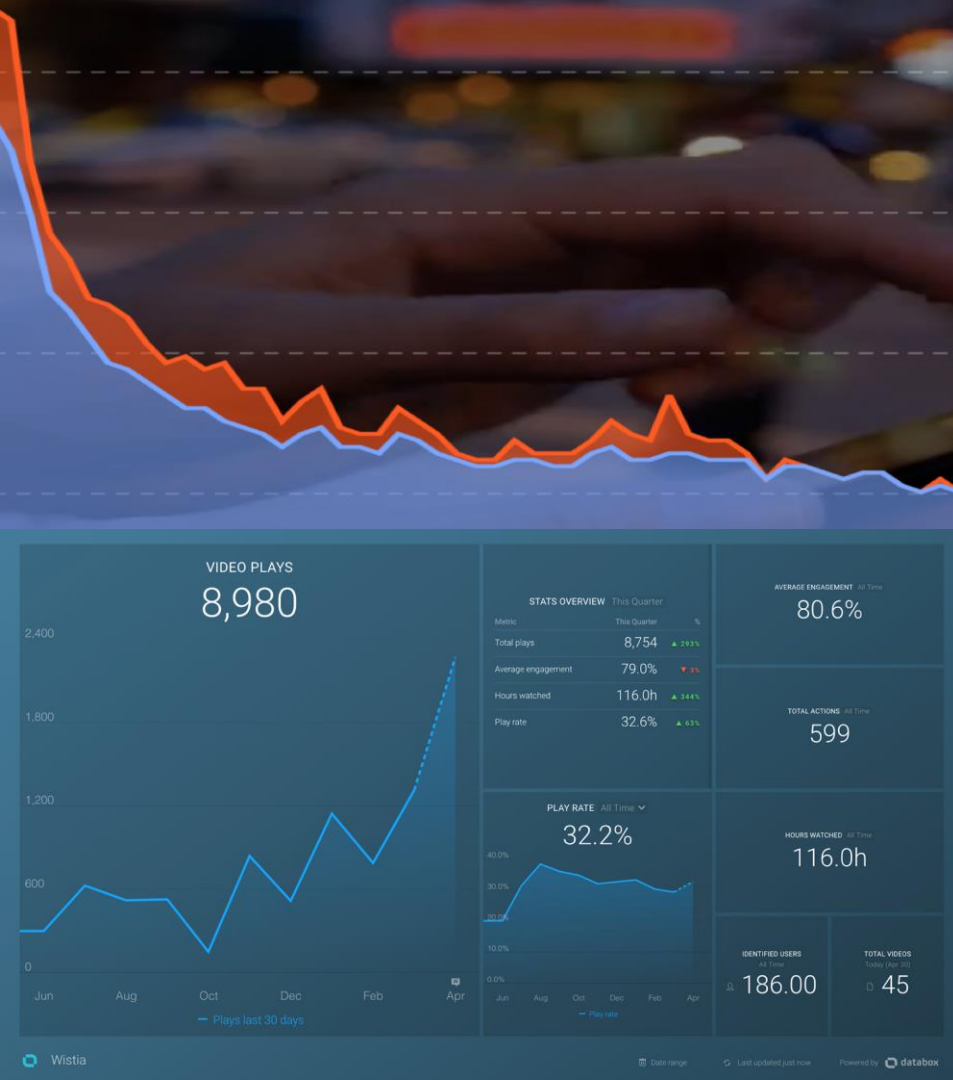 VIDEO PLAYS
8,980
2,400
1,800
1,200
600
0
Jun Aug Oct Dec Feb Apr
Plays last 30 days
STATS OVERVIEW This Quarter
Metric This Quarter %
Total plays 8,754 ▲ 293%
Average engagement 79.0% ▼ 3%
Hours watched 116.0h ▲ 344%
Play rate 32.6% ▲ 63%
PLAY RATE All Time
32.2%
40.0%
30.0%
20.0%
10.0%
0.0%
Jun Aug Oct Dec Feb Apr
Play rate
AVERAGE ENGAGEMENT All Time
80.6%
TOTAL ACTIONS All Time
599
HOURS WATCHED All Time
116.0h
IDENTIFIED USERS
All Time
186.00
TOTAL VIDEOS
Today (Apr 30)
45
Wistia
Date range
Last updated just now
Powered by databox